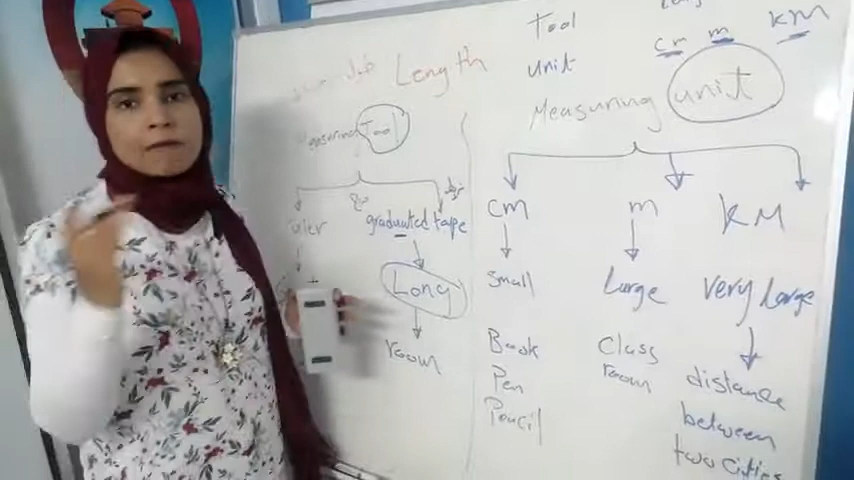 Tool
cm m KM
Length
unit
Measuring unit
Measuring Tool
graduated tape
cm m KM
Long
Small Large very large
room
Book Class
room
Pen distance
Pencil between
two cities